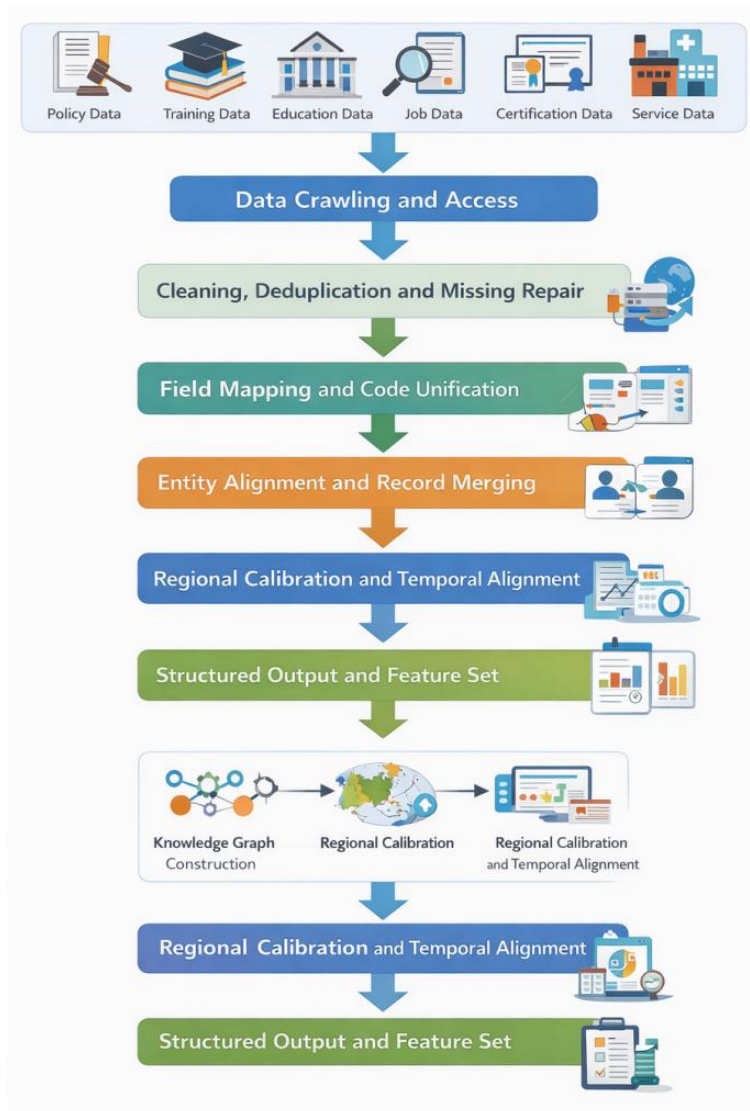 Policy Data
Training Data
Education Data
Job Data
Certification Data
Service Data
Data Crawling and Access
Cleaning, Deduplication and Missing Repair
Field Mapping and Code Unification
Entity Alignment and Record Merging
Regional Calibration and Temporal Alignment
Structured Output and Feature Set
Knowledge Graph
Construction
Regional Calibration
Regional Calibration
and Temporal Alignment
Regional Calibration and Temporal Alignment
Structured Output and Feature Set